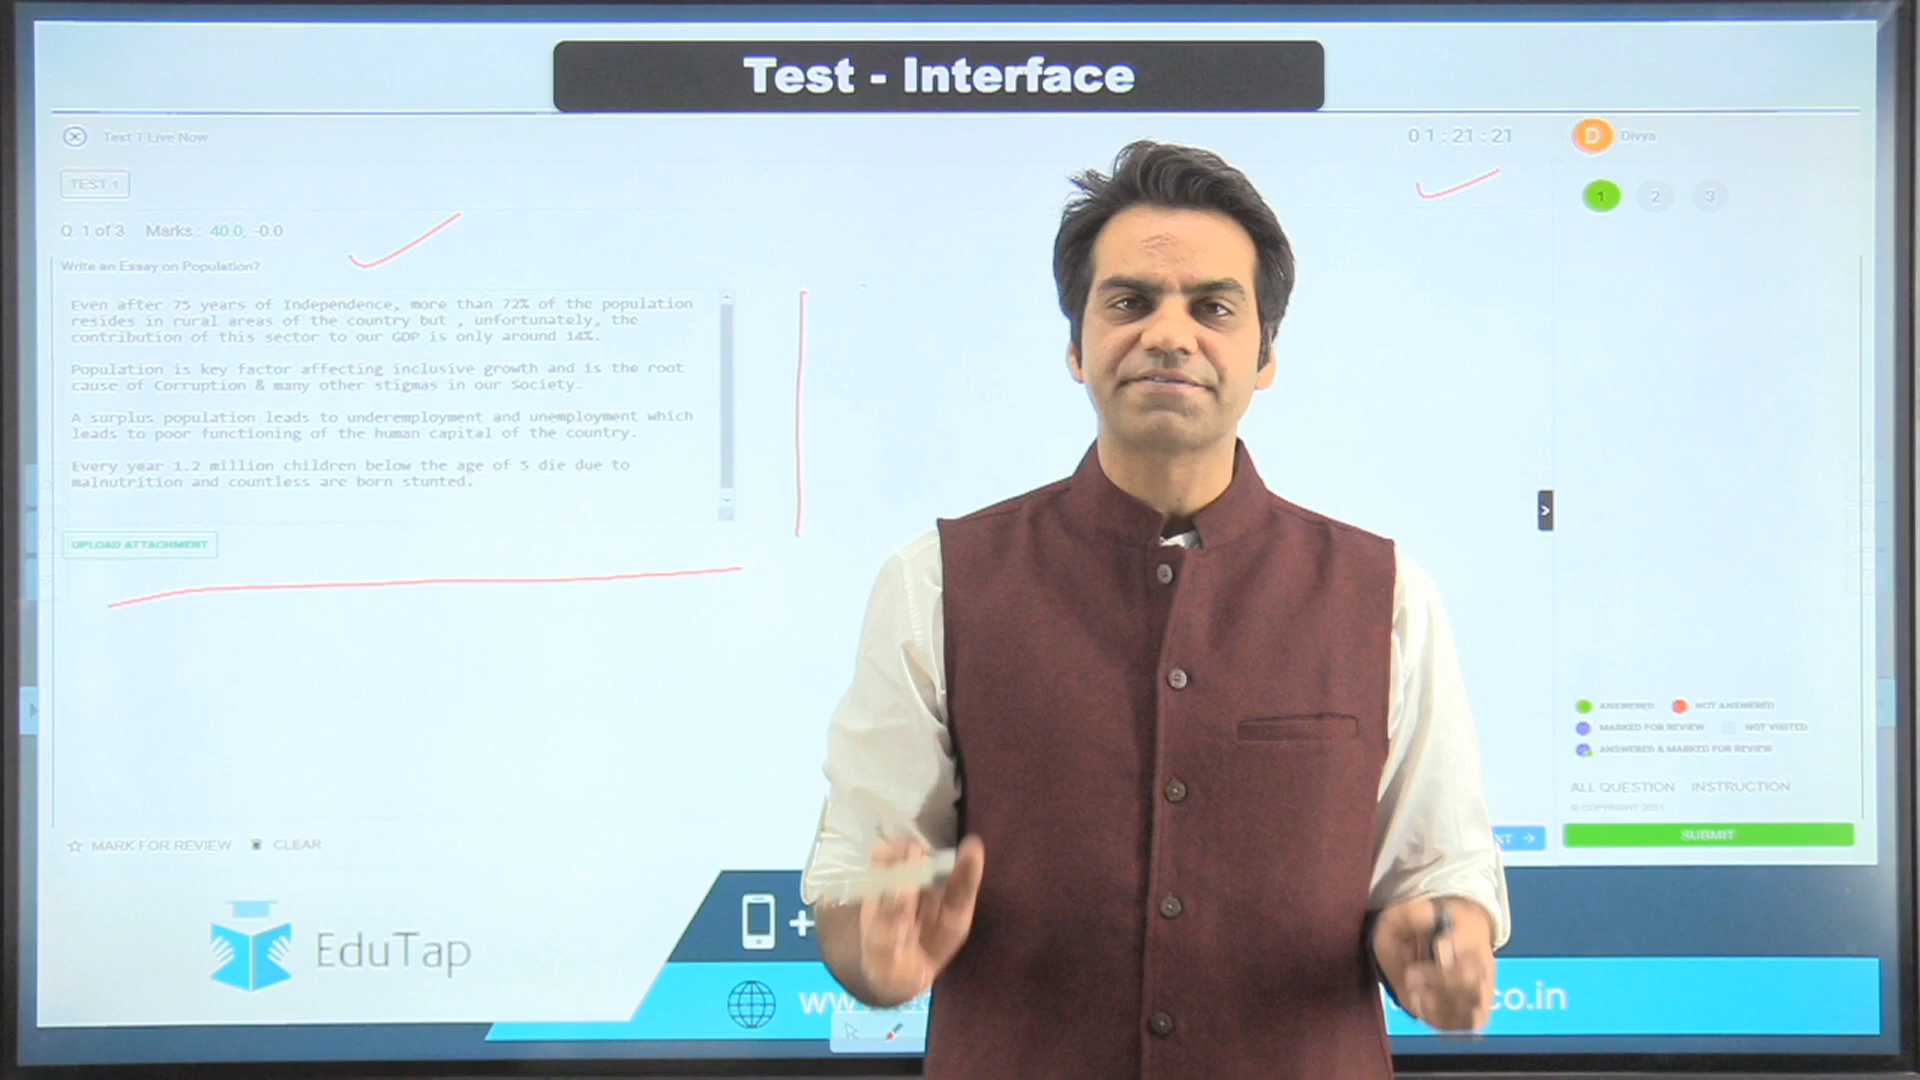 Test - Interface
Test 1 Live Now
01:21:21
D
Divya
TEST 1
1 2 3
Q. 1 of 3 Marks : 40.0, -0.0
Write an Essay on Population?
Even after 75 years of Independence, more than 72% of the population
resides in rural areas of the country but , unfortunately, the
contribution of this sector to our GDP is only around 14%.
Population is key factor affecting inclusive growth and is the root
cause of Corruption & many other stigmas in our Society.
A surplus population leads to underemployment and unemployment which
leads to poor functioning of the human capital of the country.
Every year 1.2 million children below the age of 5 die due to
malnutrition and countless are born stunted.
UPLOAD ATTACHMENT
ANSWERED NOT ANSWERED
MARKED FOR REVIEW NOT VISITED
ANSWERED & MARKED FOR REVIEW
ALL QUESTION INSTRUCTION
© COPYRIGHT 2021
MARK FOR REVIEW CLEAR
SUBMIT
EduTap
+
co.in